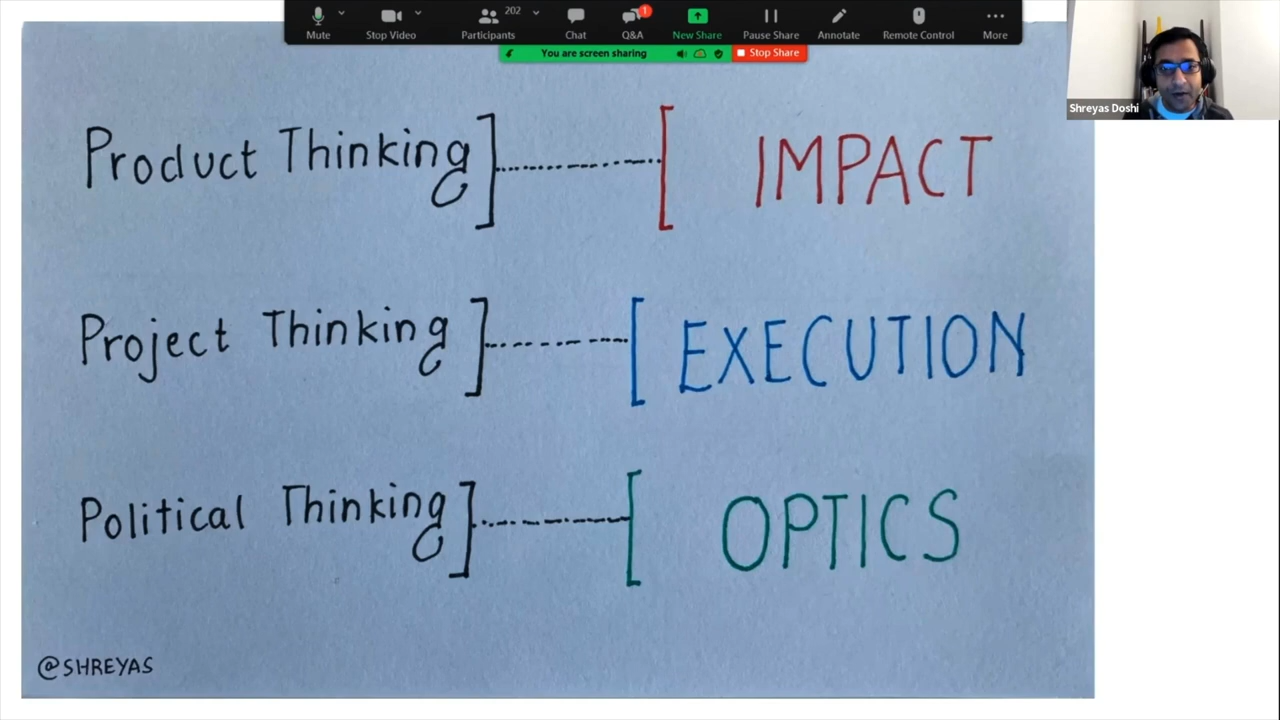 202
1
Mute
Stop Video
Participants
Chat
Q&A
New Share
Pause Share
Annotate
Remote Control
More
You are screen sharing
Stop Share
Shreyas Doshi
Product Thinking] [IMPACT
Project Thinking] [EXECUTION
Political Thinking] [OPTICS
@SHREYAS